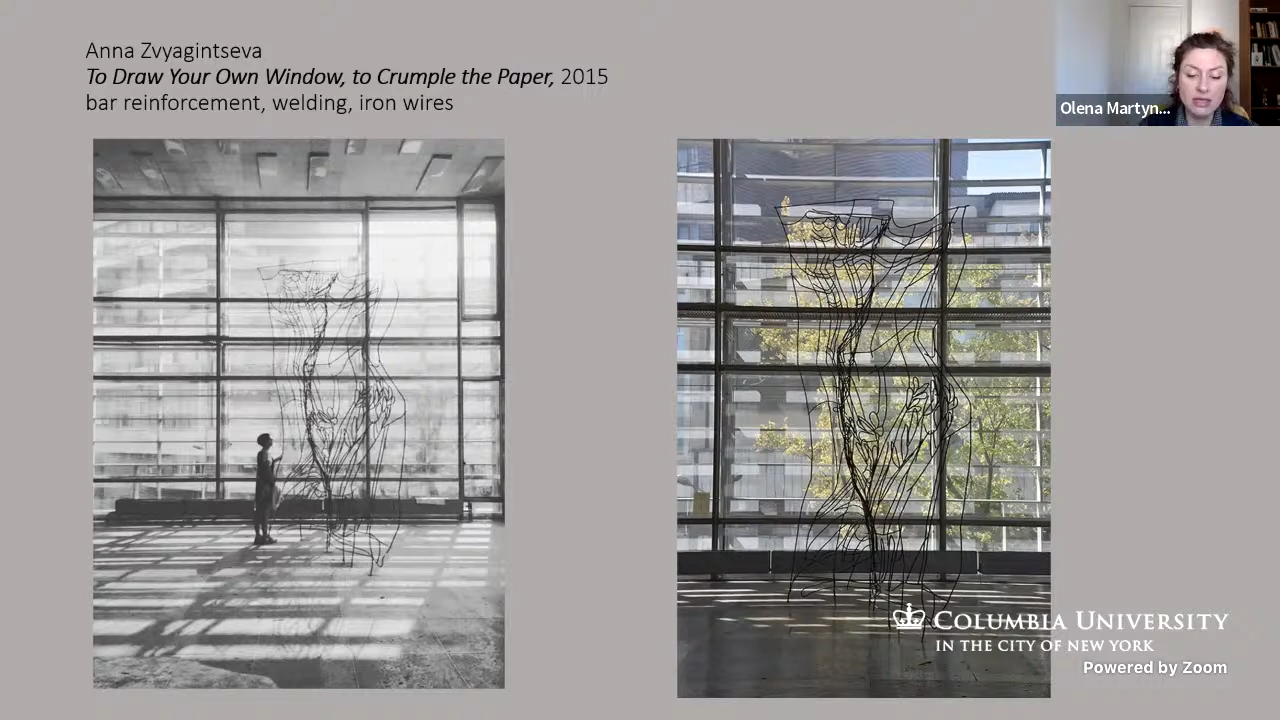 Anna Zvyagintseva
To Draw Your Own Window, to Crumple the Paper, 2015
bar reinforcement, welding, iron wires
Olena Martyn...
COLUMBIA UNIVERSITY
IN THE CITY OF NEW YORK
Powered by Zoom